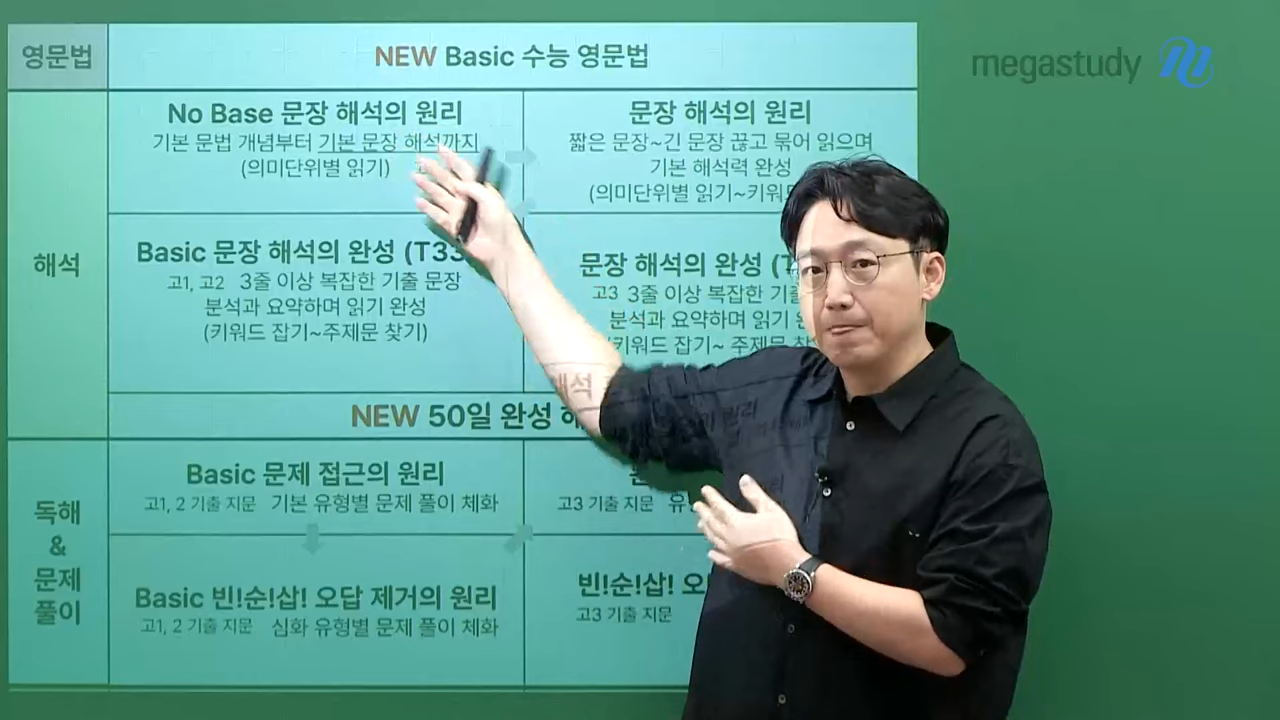 영문법
NEW Basic 수능 영문법
megastudy
해석
No Base 문장 해석의 원리
기본 문법 개념부터 기본 문장 해석까지
(의미단위별 읽기)
문장 해석의 원리
짧은 문장~긴 문장 끊고 묶어 읽으며
기본 해석력 완성
(의미단위별 읽기~키워
Basic 문장 해석의 완성 (T33
고1, 고2 3줄 이상 복잡한 기출 문장
분석과 요약하며 읽기 완성
(키워드 잡기~주제문 찾기)
문장 해석의 완성 (
고3 3줄 이상 복잡한 기출
분석과 요약하며 읽기
키워드 잡기~ 주제문
NEW 50일 완성
독해
&
문제
풀이
Basic 문제 접근의 원리
고1, 2 기출 지문 기본 유형별 문제 풀이 체화
고3 기출 지문
Basic 빈!순!삽! 오답 제거의 원리
고1, 2 기출 지문 심화 유형별 문제 풀이 체화
빈!순!삽! 오
고3 기출 지문